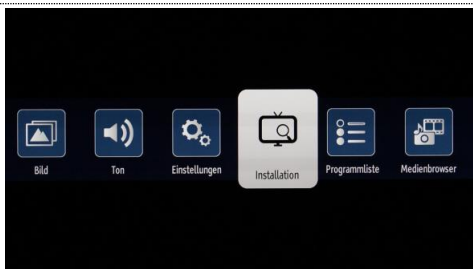 Bild
Ton
Einstellungen
Installation
Programmliste
Medienbrowser